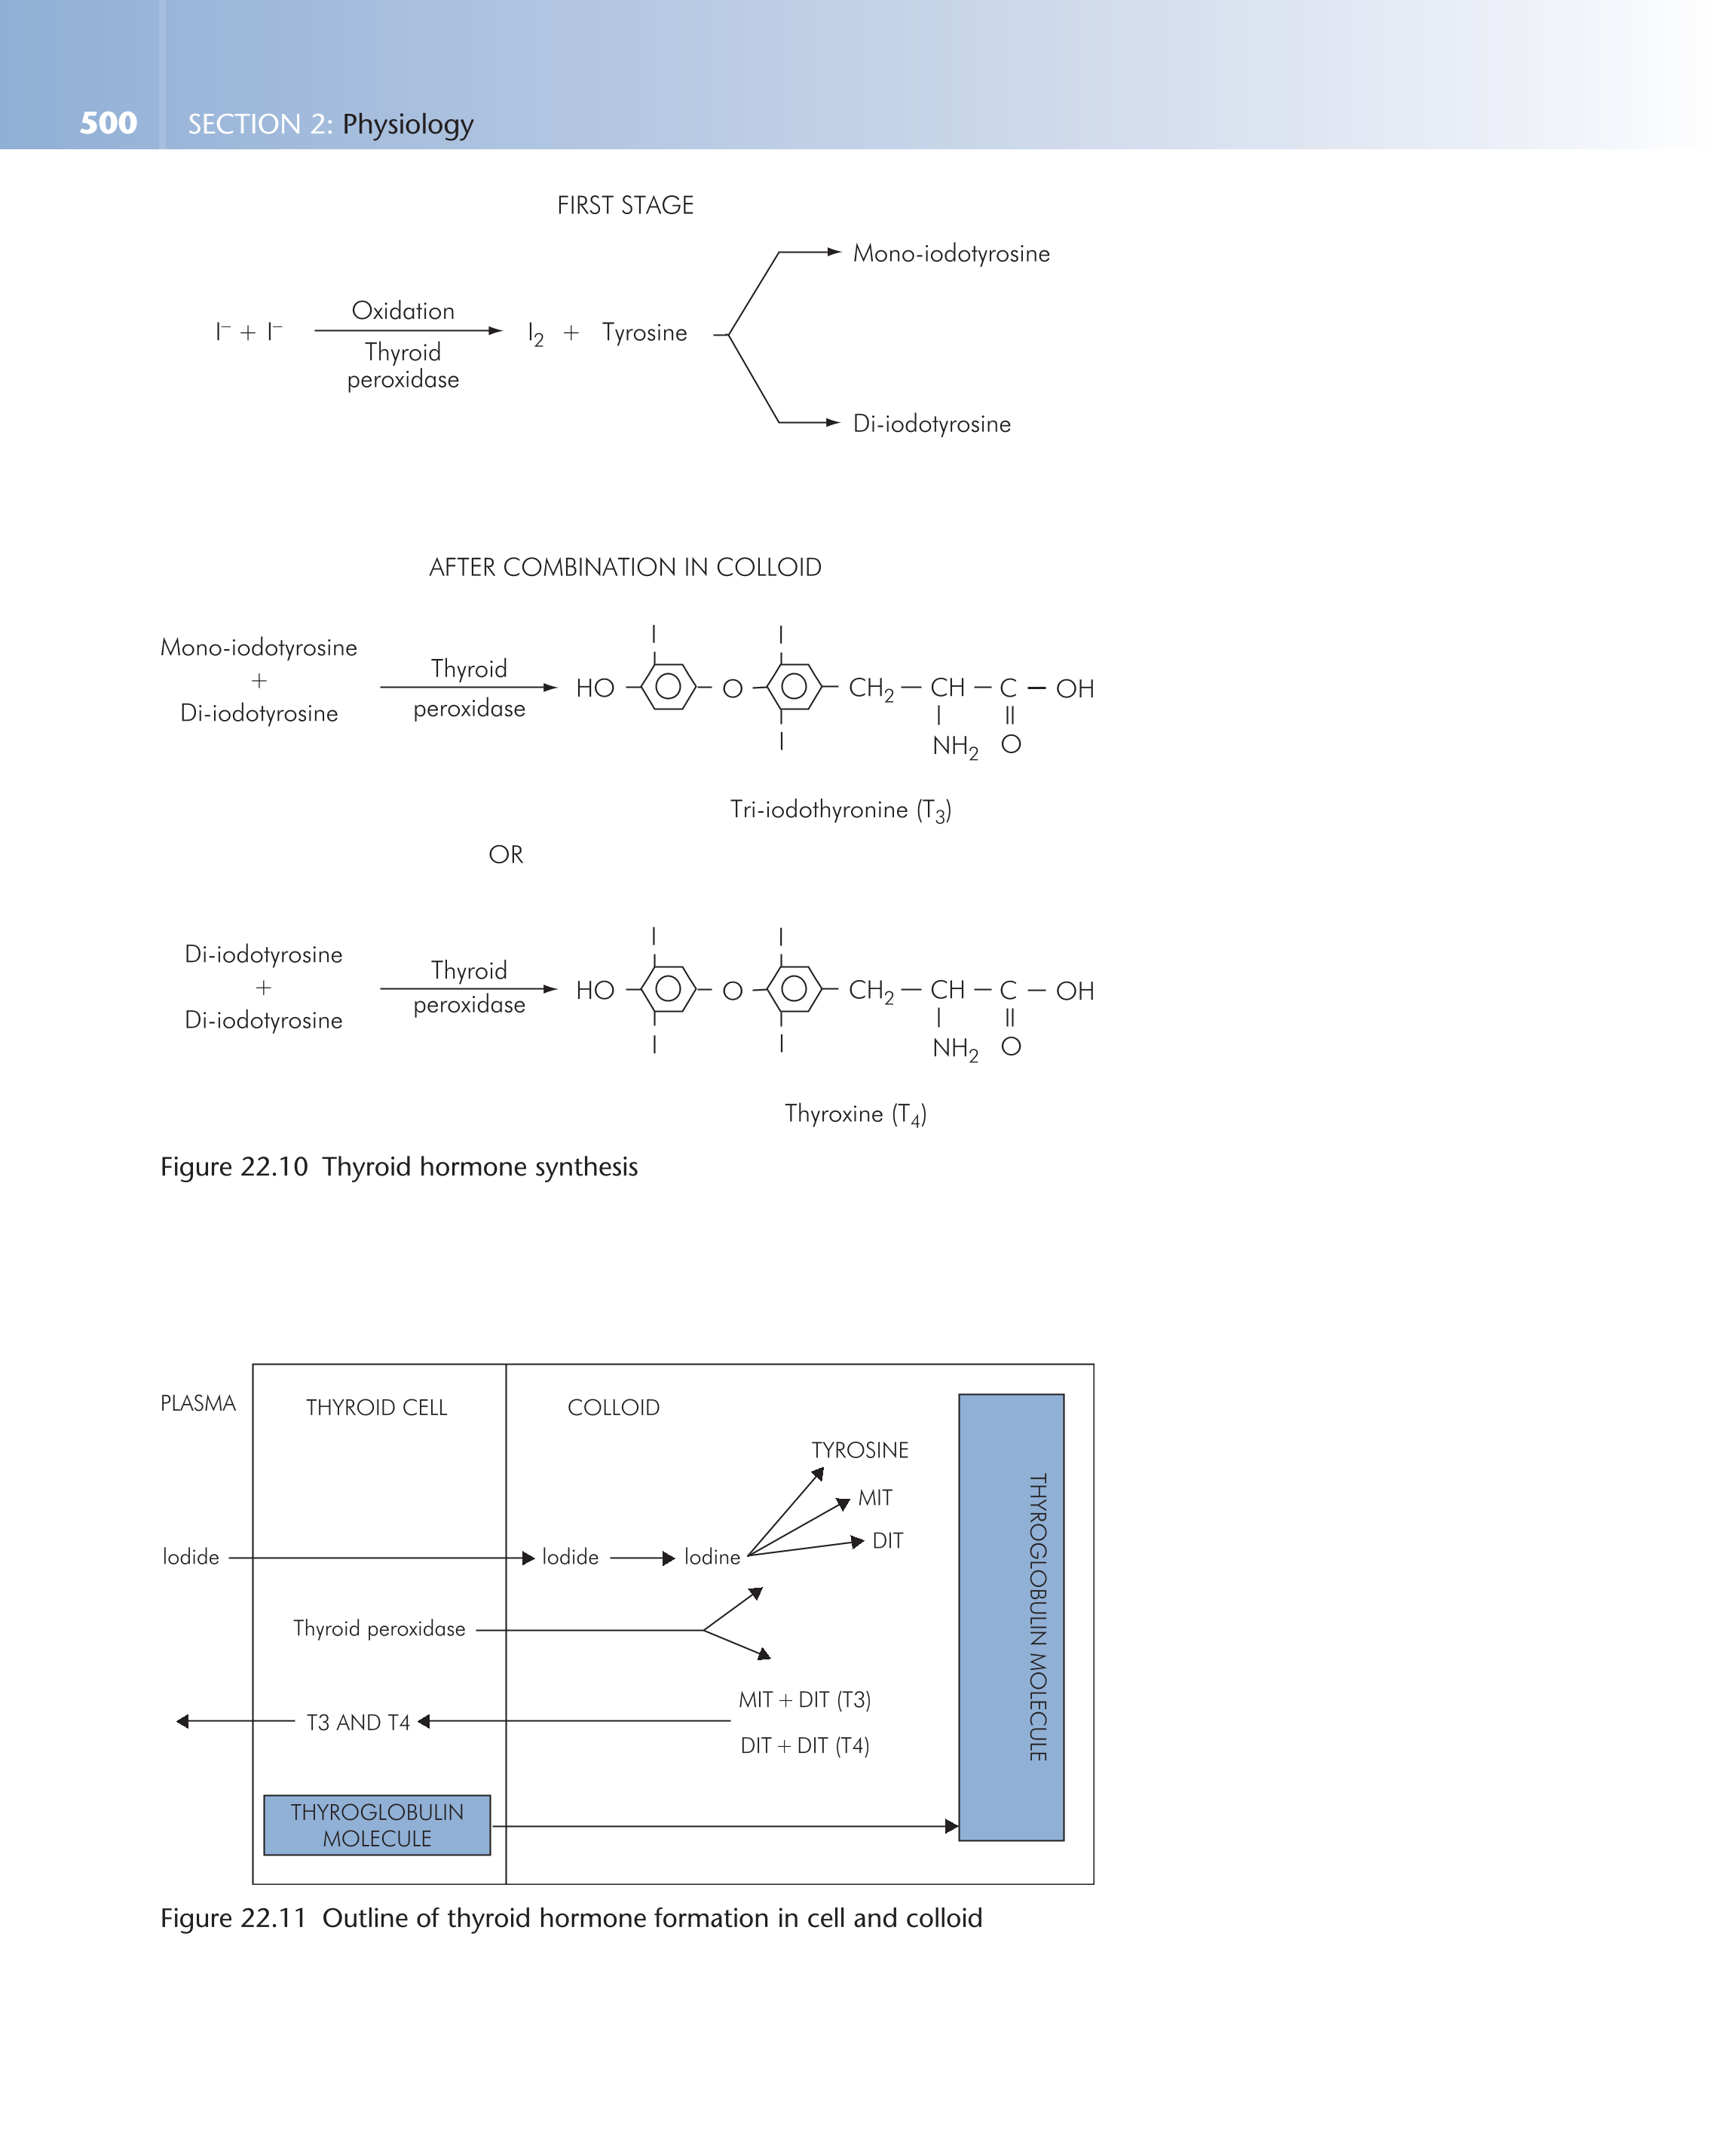 500 SECTION 2: Physiology
FIRST STAGE
Mono-iodotyrosine
I⁻ + I⁻ Oxidation I₂ + Tyrosine
Thyroid
peroxidase
Di-iodotyrosine
AFTER COMBINATION IN COLLOID
Mono-iodotyrosine
+
Di-iodotyrosine
Thyroid
peroxidase
I I
HO O CH₂ — CH — C — OH
I NH₂ O
Tri-iodothyronine (T₃)
OR
Di-iodotyrosine
+
Di-iodotyrosine
Thyroid
peroxidase
I I
HO O CH₂ — CH — C — OH
I I NH₂ O
Thyroxine (T₄)
Figure 22.10 Thyroid hormone synthesis
PLASMA
THYROID CELL
COLLOID
TYROSINE
MIT
DIT
Iodide Iodide Iodine
Thyroid peroxidase
MIT + DIT (T3)
T3 AND T4
DIT + DIT (T4)
THYROGLOBULIN
MOLECULE
THYROGLOBULIN MOLECULE
Figure 22.11 Outline of thyroid hormone formation in cell and colloid